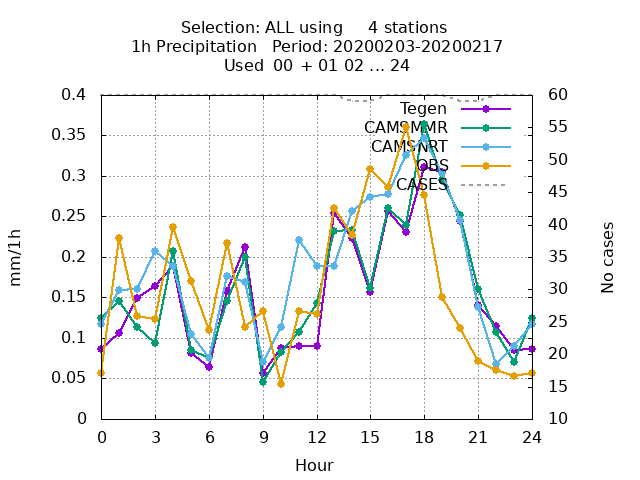 Selection: ALL using 4 stations
1h Precipitation Period: 20200203-20200217
Used 00 + 01 02 ... 24
0.4
0.35
0.3
0.25
0.2
0.15
0.1
0.05
0
mm/1h
60
55
50
45
40
35
30
25
20
15
10
No cases
Tegen
CAMSMMR
CAMSNRT
OBS
CASES
0 3 6 9 12 15 18 21 24
Hour